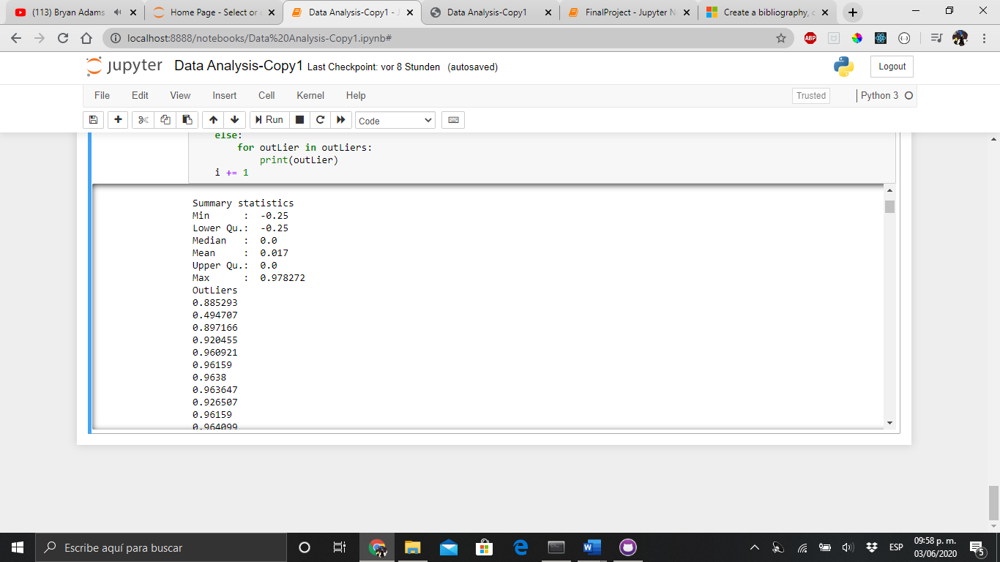 (113) Bryan Adams
Home Page - Select or
Data Analysis-Copy1 - J
Data Analysis-Copy1
FinalProject - Jupyter N
Create a bibliography, c
localhost:8888/notebooks/Data%20Analysis-Copy1.ipynb#
ABP
jupyter Data Analysis-Copy1 Last Checkpoint: vor 8 Stunden (autosaved)
Logout
File Edit View Insert Cell Kernel Help
Trusted
Python 3
Run
Code
else:
for outLier in outLiers:
print(outLier)
i += 1
Summary statistics
Min : -0.25
Lower Qu.: -0.25
Median : 0.0
Mean : 0.017
Upper Qu.: 0.0
Max : 0.978272
OutLiers
0.885293
0.494707
0.897166
0.920455
0.960921
0.96159
0.9638
0.963647
0.926507
0.96159
0.964099
Escribe aquí para buscar
ESP
09:58 p. m.
03/06/2020
5